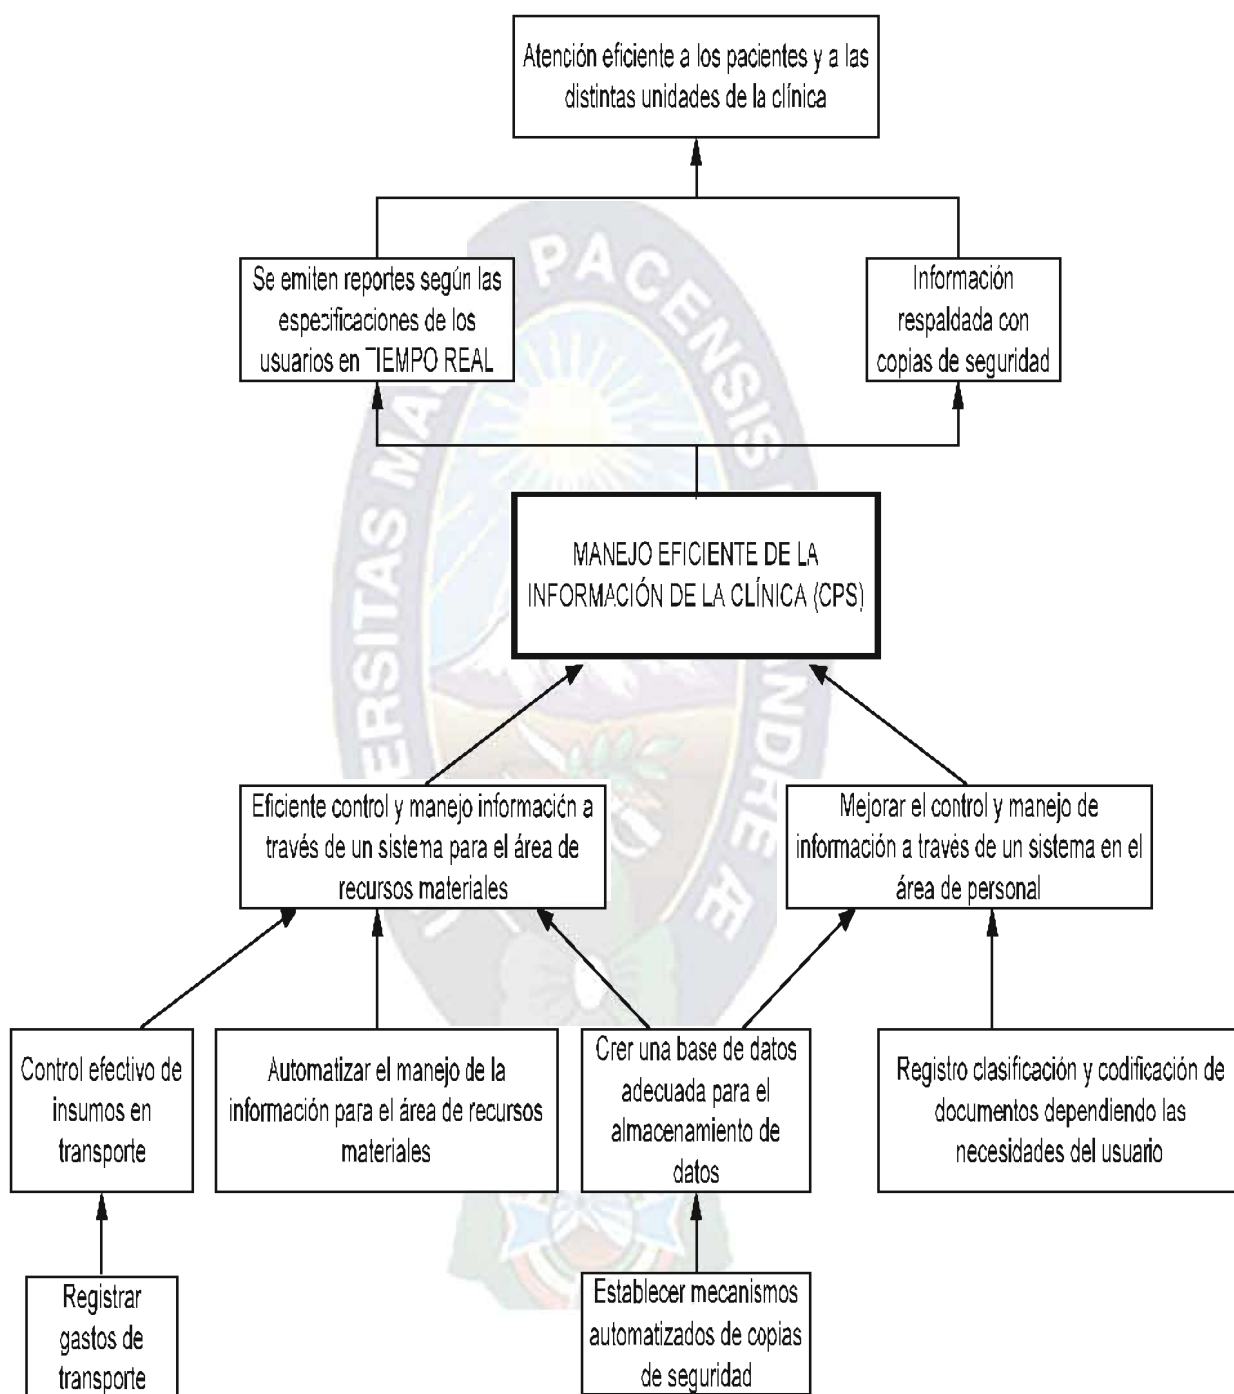 Atención eficiente a los pacientes y a las
distintas unidades de la clínica
Se emiten reportes según las
especificaciones de los
usuarios en TIEMPO REAL
Información
respaldada con
copias de seguridad
MANEJO EFICIENTE DE LA
INFORMACIÓN DE LA CLÍNICA (CPS)
Eficiente control y manejo información a
través de un sistema para el área de
recursos materiales
Mejorar el control y manejo de
información a través de un sistema en el
área de personal
Control efectivo de
insumos en
transporte
Automatizar el manejo de la
información para el área de recursos
materiales
Crer una base de datos
adecuada para el
almacenamiento de
datos
Registro clasificación y codificación de
documentos dependiendo las
necesidades del usuario
Registrar
gastos de
transporte
Establecer mecanismos
automatizados de copias
de seguridad
PACENSIS